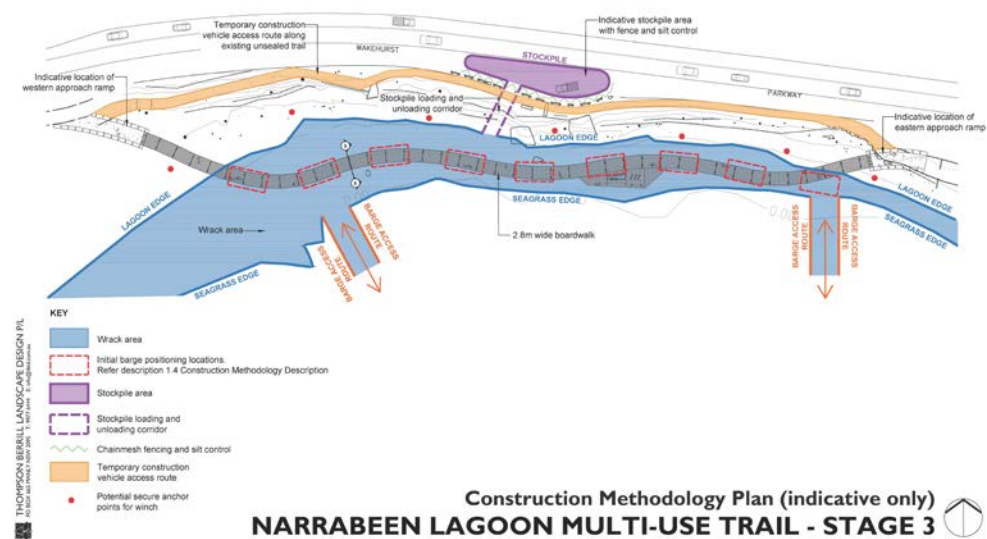 Temporary construction
vehicle access route along
existing unsealed trail
WAKEHURST
Indicative stockpile area
with fence and silt control
STOCKPILE
Indicative location of
western approach ramp
Stockpile loading and
unloading corridor
PARKWAY
Indicative location of
eastern approach ramp
LAGOON EDGE
LAGOON EDGE
LAGOON EDGE
SEAGRASS EDGE
SEAGRASS EDGE
Wrack area
2.8m wide boardwalk
BARGE ACCESS
ROUTE
BARGE ACCESS
ROUTE
BARGE ACCESS
ROUTE
BARGE ACCESS
ROUTE
SEAGRASS EDGE
KEY
Wrack area
Initial barge positioning locations.
Refer description 1.4 Construction Methodology Description
Stockpile area
Stockpile loading and
unloading corridor
Chainmesh fencing and silt control
Temporary construction
vehicle access route
Potential secure anchor
points for winch
THOMPSON BERRILL LANDSCAPE DESIGN P/L
Construction Methodology Plan (indicative only)
NARRABEEN LAGOON MULTI-USE TRAIL - STAGE 3